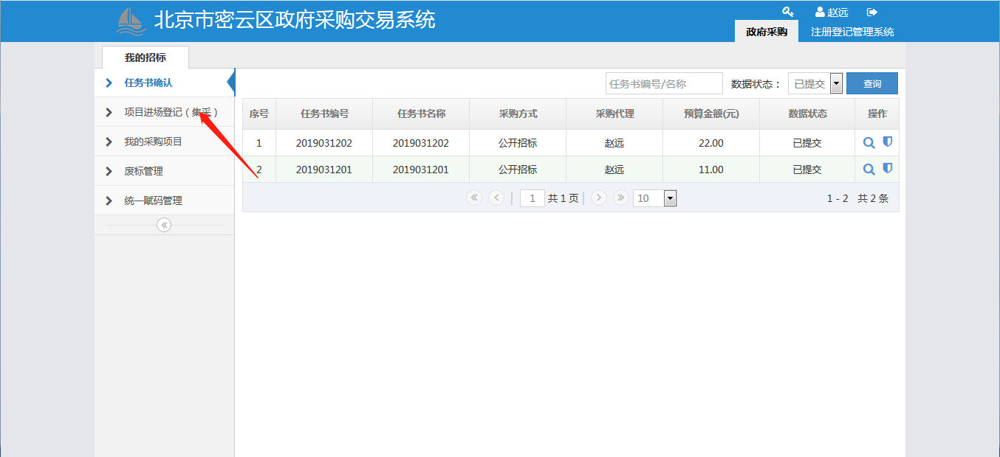 北京市密云区政府采购交易系统
赵远
政府采购 注册登记管理系统
我的招标
任务书确认
项目进场登记（集采）
我的采购项目
废标管理
统一赋码管理
任务书编号/名称 数据状态： 已提交 查询
序号 任务书编号 任务书名称 采购方式 采购代理 预算金额(元) 数据状态 操作
1 2019031202 2019031202 公开招标 赵远 22.00 已提交
2 2019031201 2019031201 公开招标 赵远 11.00 已提交
1 共 1 页 10 1 - 2 共 2 条